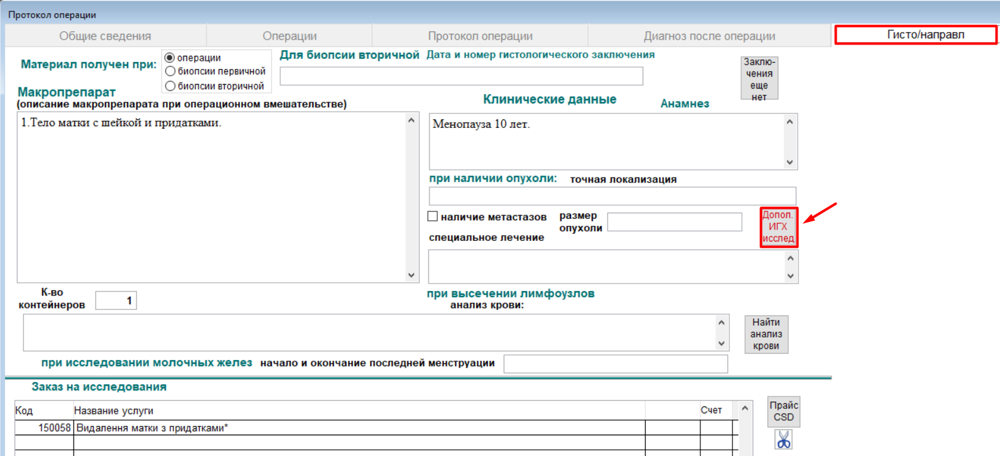 Протокол операции
Общие сведения
Операции
Протокол операции
Диагноз после операции
Гисто/направл
Материал получен при:
операции
биопсии первичной
биопсии вторичной
Для биопсии вторичной
Дата и номер гистологического заключения
Заклю-
чения
еще
нет
Макропрепарат
(описание макропрепарата при операционном вмешательстве)
1.Тело матки с шейкой и придатками.
Клинические данные
Анамнез
Менопауза 10 лет.
при наличии опухоли:
точная локализация
наличие метастазов
размер
опухоли
Допол.
ИГХ
исслед
специальное лечение
К-во
контейнеров
1
при высечении лимфоузлов
анализ крови:
Найти
анализ
крови
при исследовании молочных желез
начало и окончание последней менструации
Заказ на исследования
Код
Название услуги
Счет
150058
Видалення матки з придатками*
Прайс
CSD